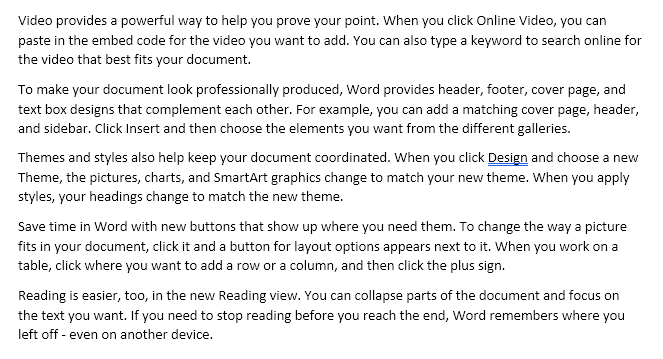 Video provides a powerful way to help you prove your point. When you click Online Video, you can
paste in the embed code for the video you want to add. You can also type a keyword to search online for
the video that best fits your document.
To make your document look professionally produced, Word provides header, footer, cover page, and
text box designs that complement each other. For example, you can add a matching cover page, header,
and sidebar. Click Insert and then choose the elements you want from the different galleries.
Themes and styles also help keep your document coordinated. When you click Design and choose a new
Theme, the pictures, charts, and SmartArt graphics change to match your new theme. When you apply
styles, your headings change to match the new theme.
Save time in Word with new buttons that show up where you need them. To change the way a picture
fits in your document, click it and a button for layout options appears next to it. When you work on a
table, click where you want to add a row or a column, and then click the plus sign.
Reading is easier, too, in the new Reading view. You can collapse parts of the document and focus on
the text you want. If you need to stop reading before you reach the end, Word remembers where you
left off - even on another device.